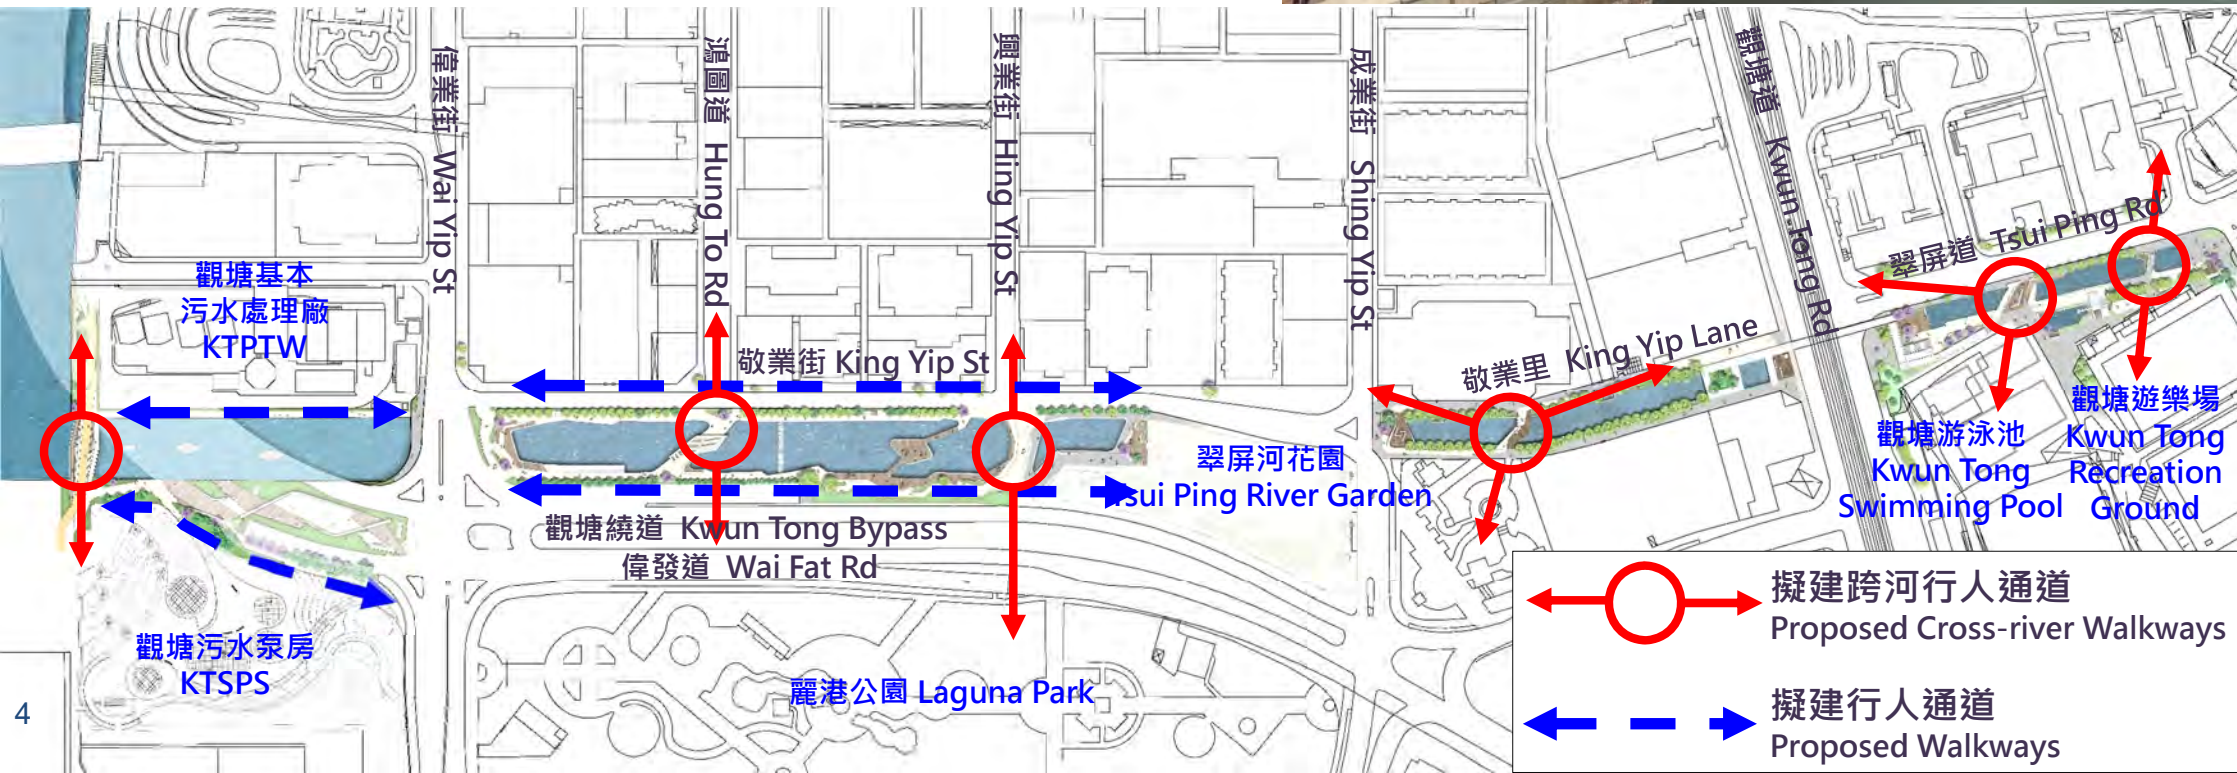 偉業街 Wai Yip St
鴻圖道 Hung To Rd
興業街 Hing Yip St
成業街 Shing Yip St
觀塘道 Kwun Tong Rd
翠屏道 Tsui Ping Rd
觀塘基本
污水處理廠
KTPTW
敬業街 King Yip St
敬業里 King Yip Lane
翠屏河花園
Tsui Ping River Garden
觀塘游泳池
Kwun Tong
Swimming Pool
觀塘遊樂場
Kwun Tong
Recreation
Ground
觀塘繞道 Kwun Tong Bypass
偉發道 Wai Fat Rd
觀塘污水泵房
KTSPS
麗港公園 Laguna Park
擬建跨河行人通道
Proposed Cross-river Walkways
擬建行人通道
Proposed Walkways
4